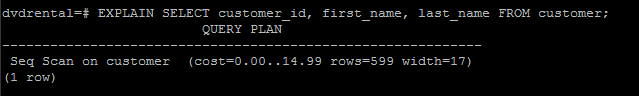 dvdrental=# EXPLAIN SELECT customer_id, first_name, last_name FROM customer;
QUERY PLAN
------------------------------------------------------------
Seq Scan on customer  (cost=0.00..14.99 rows=599 width=17)
(1 row)